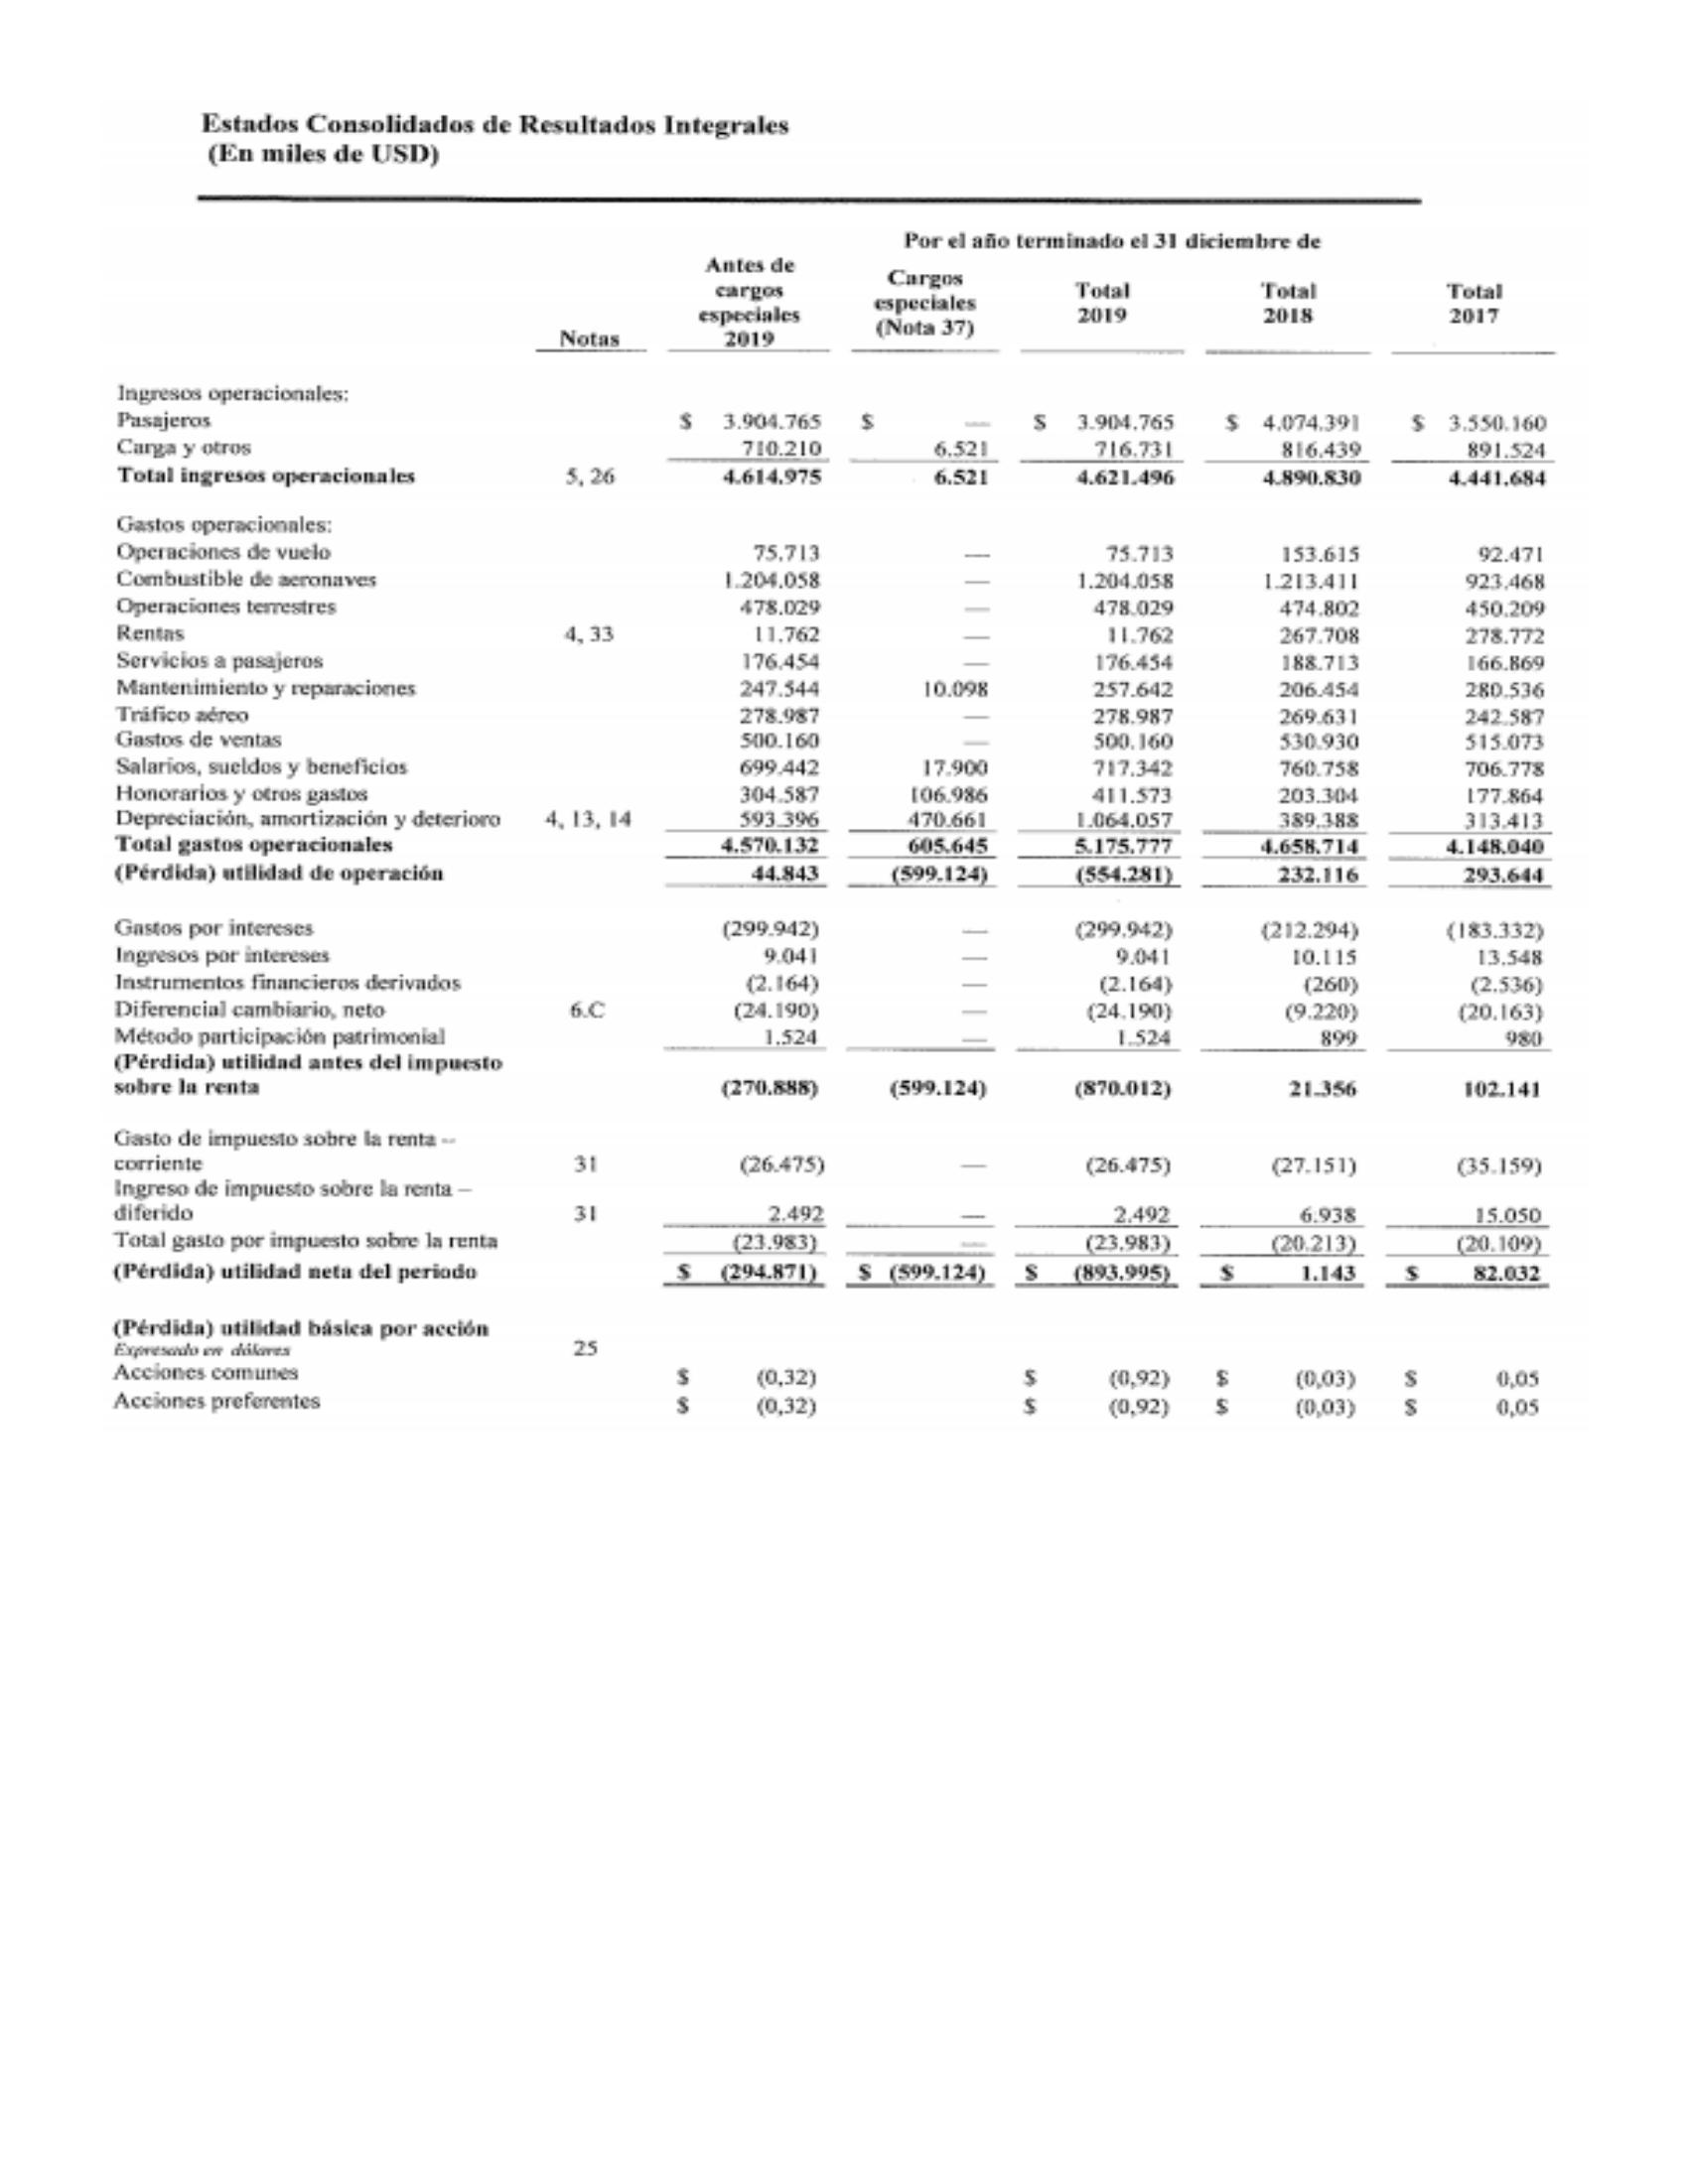 Estados Consolidados de Resultados Integrales
(En miles de USD)
Por el año terminado el 31 diciembre de
Notas Antes de cargos especiales 2019 Cargos especiales (Nota 37) Total 2019 Total 2018 Total 2017
Ingresos operacionales:
Pasajeros $ 3.904.765 $ — $ 3.904.765 $ 4.074.391 $ 3.550.160
Carga y otros 710.210 6.521 716.731 816.439 891.524
Total ingresos operacionales 5, 26 4.614.975 6.521 4.621.496 4.890.830 4.441.684
Gastos operacionales:
Operaciones de vuelo 75.713 — 75.713 153.615 92.471
Combustible de aeronaves 1.204.058 — 1.204.058 1.213.411 923.468
Operaciones terrestres 478.029 — 478.029 474.802 450.209
Rentas 4, 33 11.762 — 11.762 267.708 278.772
Servicios a pasajeros 176.454 — 176.454 188.713 166.869
Mantenimiento y reparaciones 247.544 10.098 257.642 206.454 280.536
Tráfico aéreo 278.987 — 278.987 269.631 242.587
Gastos de ventas 500.160 — 500.160 530.930 515.073
Salarios, sueldos y beneficios 699.442 17.900 717.342 760.758 706.778
Honorarios y otros gastos 304.587 106.986 411.573 203.304 177.864
Depreciación, amortización y deterioro 4, 13, 14 593.396 470.661 1.064.057 389.388 313.413
Total gastos operacionales 4.570.132 605.645 5.175.777 4.658.714 4.148.040
(Pérdida) utilidad de operación 44.843 (599.124) (554.281) 232.116 293.644
Gastos por intereses (299.942) — (299.942) (212.294) (183.332)
Ingresos por intereses 9.041 — 9.041 10.115 13.548
Instrumentos financieros derivados (2.164) — (2.164) (260) (2.536)
Diferencial cambiario, neto 6.C (24.190) — (24.190) (9.220) (20.163)
Método participación patrimonial 1.524 — 1.524 899 980
(Pérdida) utilidad antes del impuesto
sobre la renta (270.888) (599.124) (870.012) 21.356 102.141
Gasto de impuesto sobre la renta –
corriente 31 (26.475) — (26.475) (27.151) (35.159)
Ingreso de impuesto sobre la renta –
diferido 31 2.492 — 2.492 6.938 15.050
Total gasto por impuesto sobre la renta (23.983) — (23.983) (20.213) (20.109)
(Pérdida) utilidad neta del periodo $ (294.871) $ (599.124) $ (893.995) $ 1.143 $ 82.032
(Pérdida) utilidad básica por acción
Expresado en dólares 25
Acciones comunes $ (0,32) $ (0,92) $ (0,03) $ 0,05
Acciones preferentes $ (0,32) $ (0,92) $ (0,03) $ 0,05